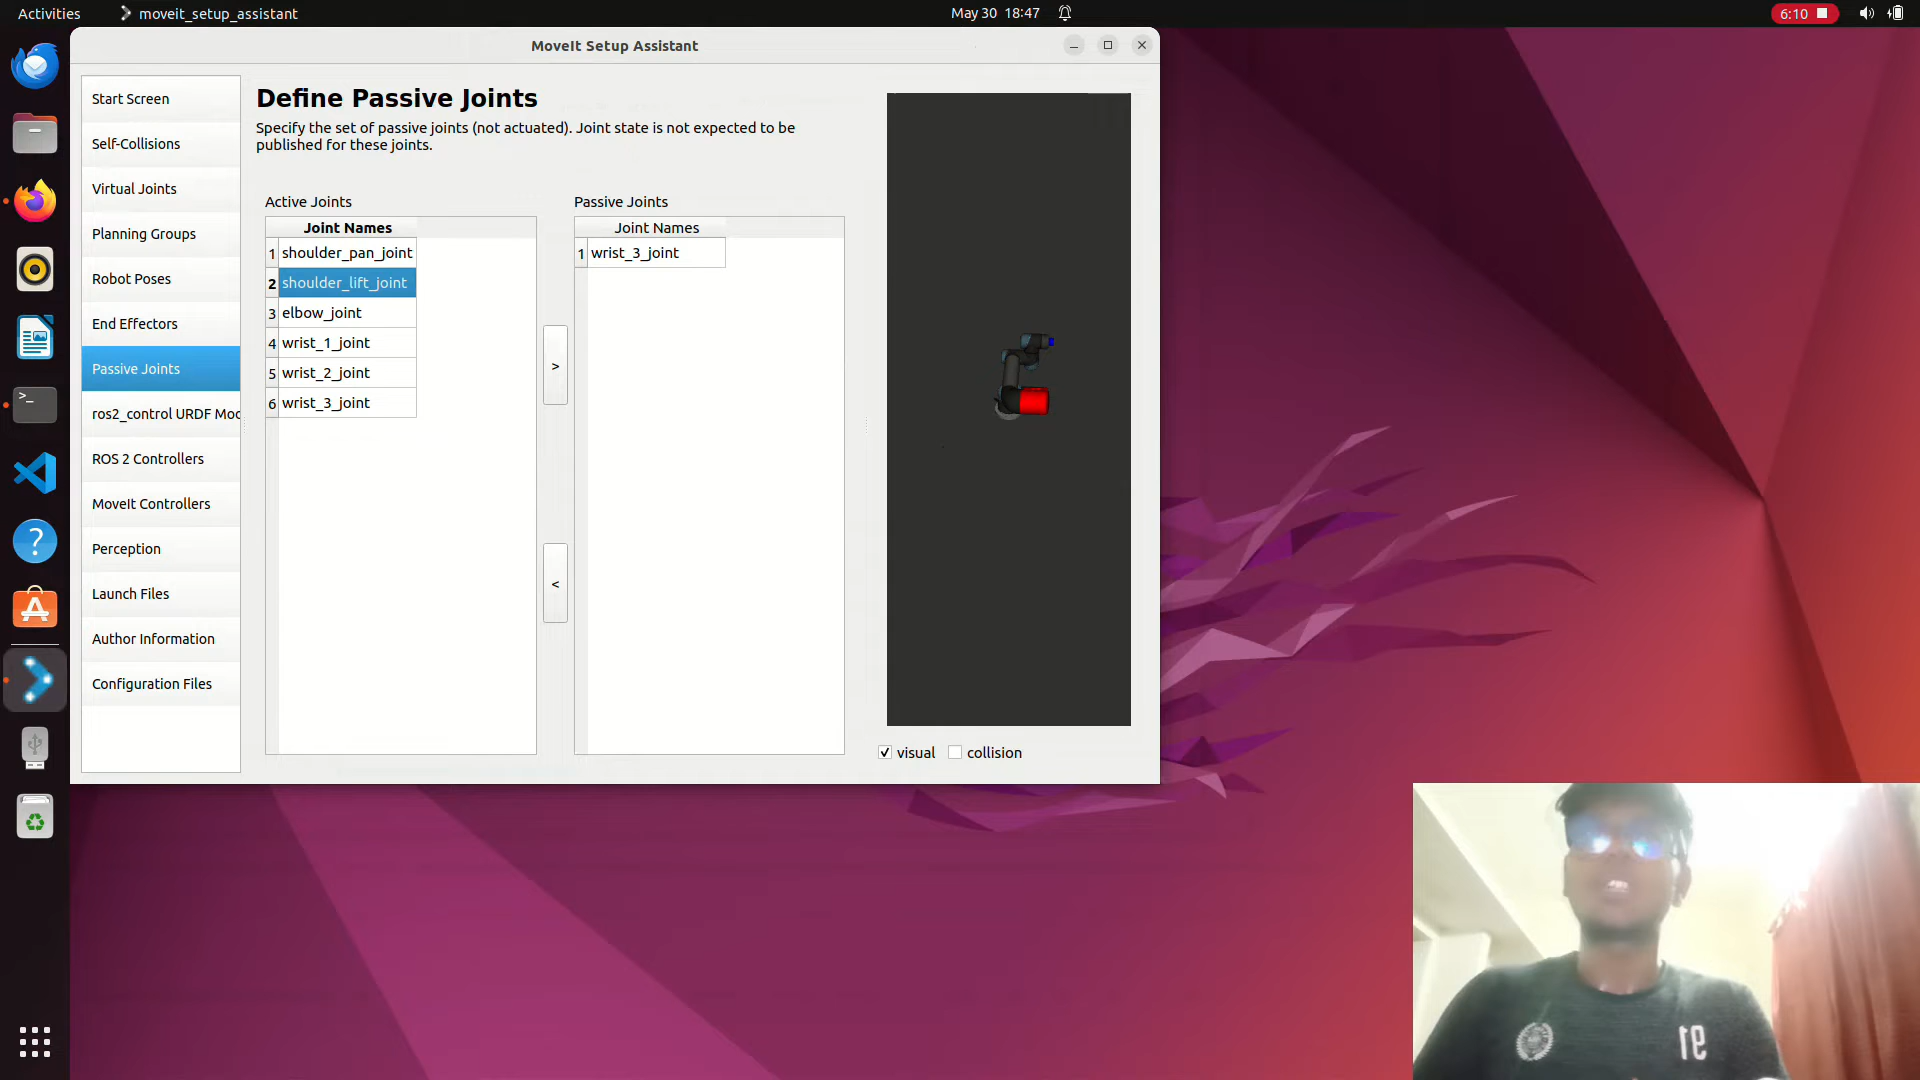 Activities
moveit_setup_assistant
May 30 18:47
6:10
MoveIt Setup Assistant
Start Screen
Self-Collisions
Virtual Joints
Planning Groups
Robot Poses
End Effectors
Passive Joints
ros2_control URDF Moc
ROS 2 Controllers
MoveIt Controllers
Perception
Launch Files
Author Information
Configuration Files
Define Passive Joints
Specify the set of passive joints (not actuated). Joint state is not expected to be
published for these joints.
Active Joints
Joint Names
1 shoulder_pan_joint
2 shoulder_lift_joint
3 elbow_joint
4 wrist_1_joint
5 wrist_2_joint
6 wrist_3_joint
>
<
Passive Joints
Joint Names
1 wrist_3_joint
visual
collision
91